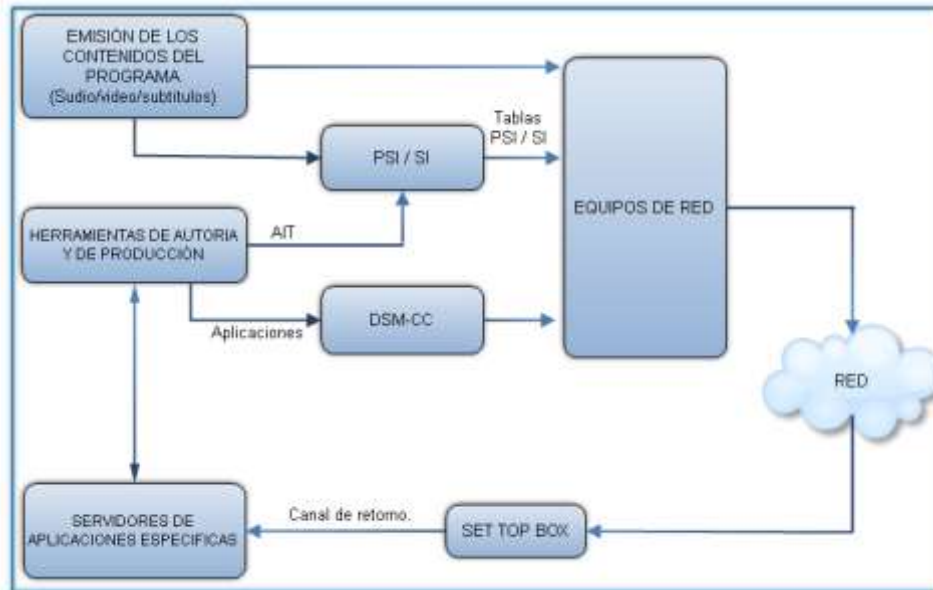 EMISIÓN DE LOS
CONTENIDOS DEL
PROGRAMA
(Sudio/video/subtitulos)
Tablas
PSI / SI
PSI / SI
EQUIPOS DE RED
HERRAMIENTAS DE AUTORIA
Y DE PRODUCCIÓN
AIT
Aplicaciones
DSM-CC
RED
SERVIDORES DE
APLICACIONES ESPECIFICAS
Canal de retorno.
SET TOP BOX